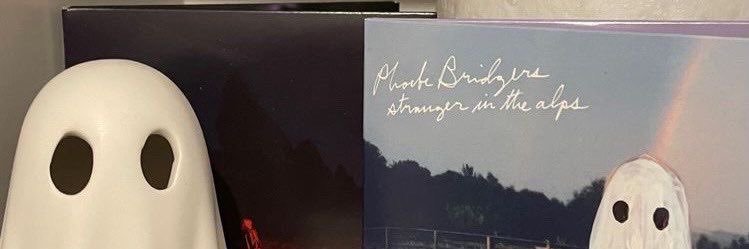 Phoebe Bridgers
stranger in the alps